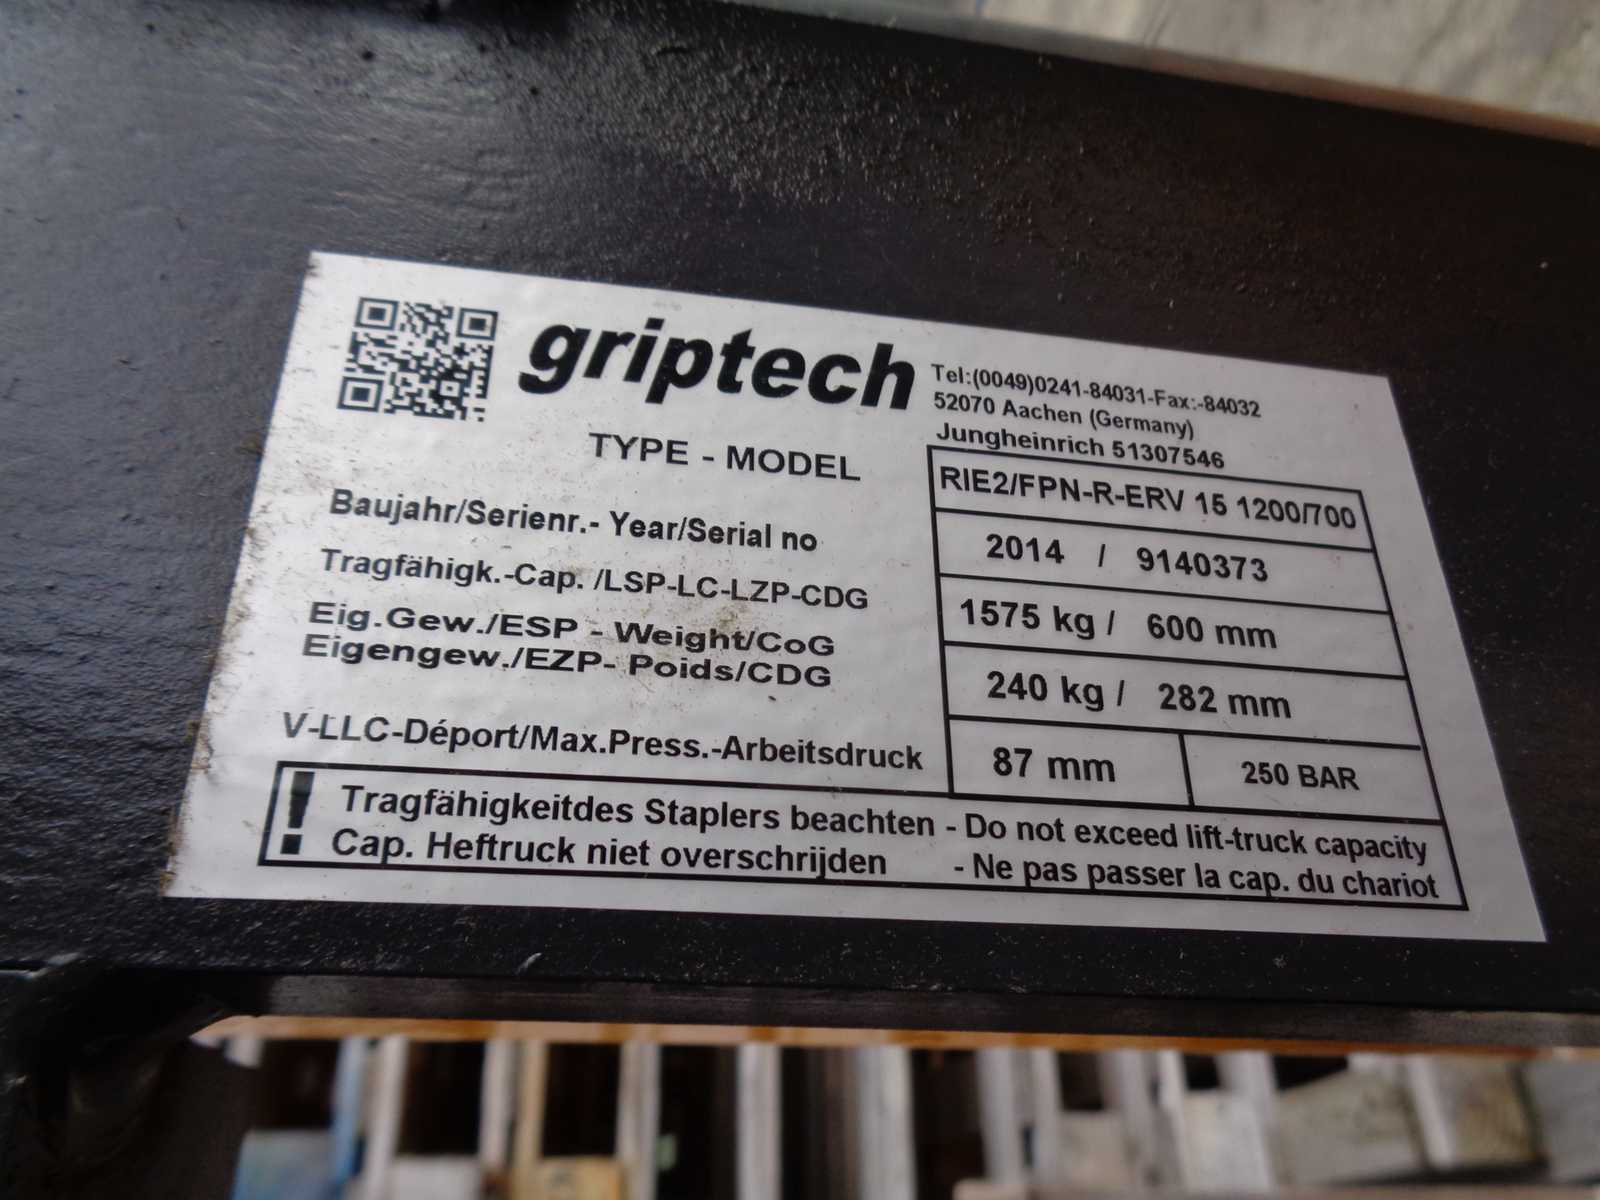 griptech
Tel:(0049)0241-84031-Fax:-84032
52070 Aachen (Germany)
Jungheinrich 51307546
TYPE - MODEL RIE2/FPN-R-ERV 15 1200/700
Baujahr/Serienr.- Year/Serial no 2014 / 9140373
Tragfähigk.-Cap. /LSP-LC-LZP-CDG 1575 kg / 600 mm
Eig.Gew./ESP - Weight/CoG
Eigengew./EZP- Poids/CDG 240 kg / 282 mm
V-LLC-Déport/Max.Press.-Arbeitsdruck 87 mm 250 BAR
! Tragfähigkeitdes Staplers beachten - Do not exceed lift-truck capacity
Cap. Heftruck niet overschrijden - Ne pas passer la cap. du chariot